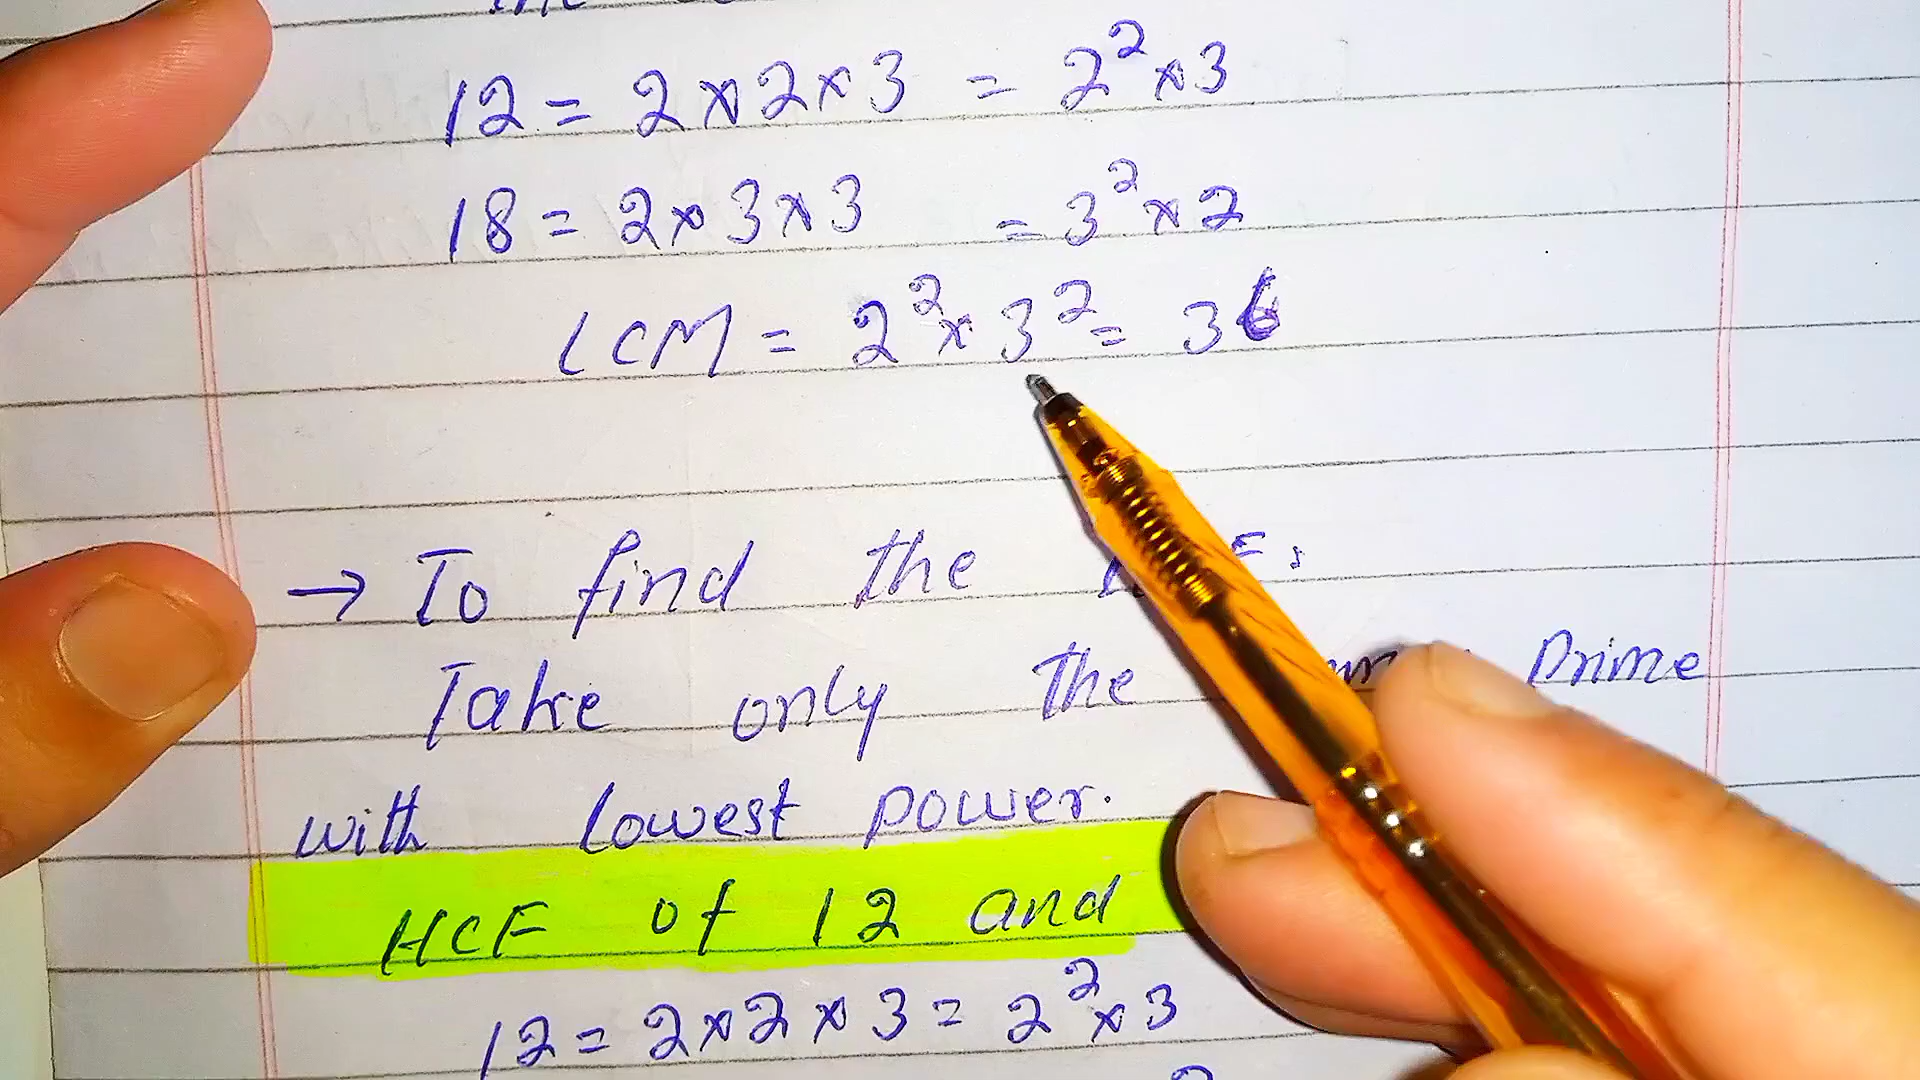 12 = 2 × 2 × 3 = 2² × 3
18 = 2 × 3 × 3 = 3² × 2
LCM = 2² × 3² = 36
→ To find the
Take only the Prime
with lowest power.
HCF of 12 and
12 = 2 × 2 × 3 = 2² × 3